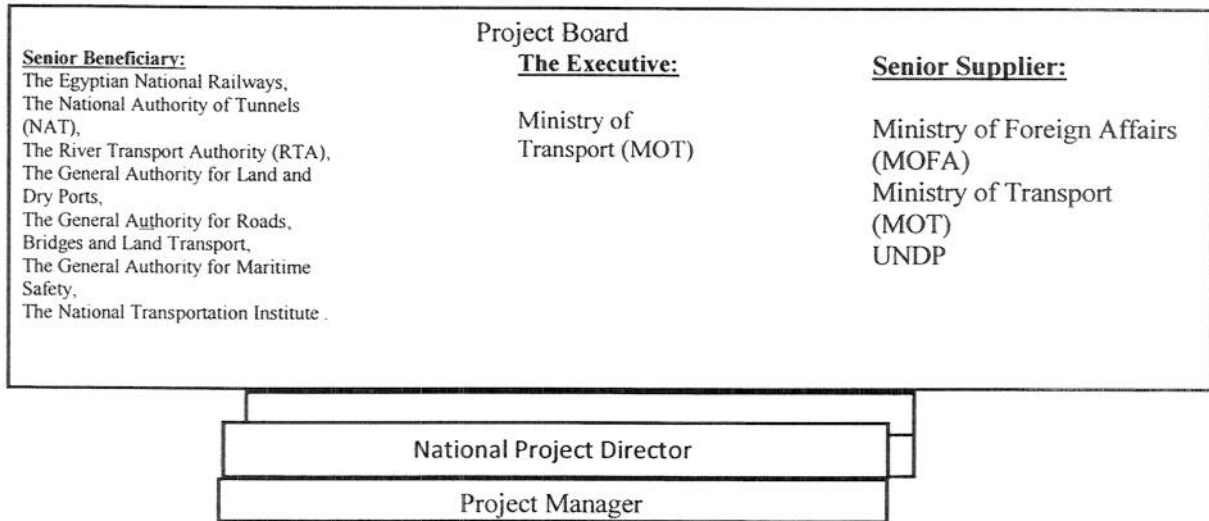 Project Board
Senior Beneficiary:
The Egyptian National Railways,
The National Authority of Tunnels
(NAT),
The River Transport Authority (RTA),
The General Authority for Land and
Dry Ports,
The General Authority for Roads,
Bridges and Land Transport,
The General Authority for Maritime
Safety,
The National Transportation Institute .
The Executive:
Ministry of
Transport (MOT)
Senior Supplier:
Ministry of Foreign Affairs
(MOFA)
Ministry of Transport
(MOT)
UNDP
National Project Director
Project Manager